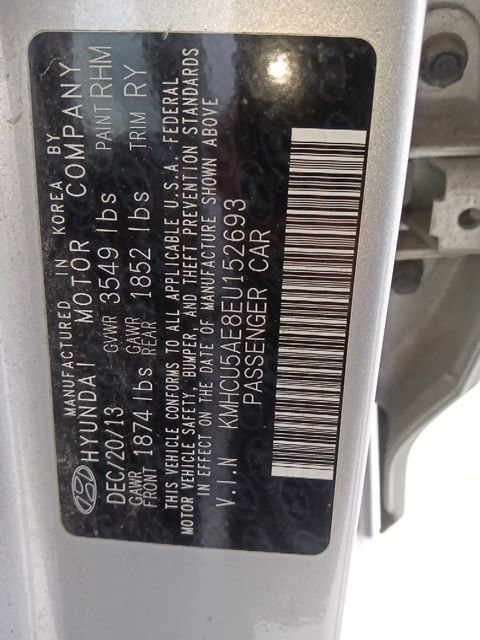 MANUFACTURED IN KOREA BY
HYUNDAI MOTOR COMPANY
DEC/20/13 GVWR 3549 lbs PAINT RHM
GAWR FRONT 1874 lbs GAWR REAR 1852 lbs TRIM RY
THIS VEHICLE CONFORMS TO ALL APPLICABLE U.S.A. FEDERAL
MOTOR VEHICLE SAFETY, BUMPER, AND THEFT PREVENTION STANDARDS
IN EFFECT ON THE DATE OF MANUFACTURE SHOWN ABOVE
V.I.N KMHCU5AE8EU152693
PASSENGER CAR